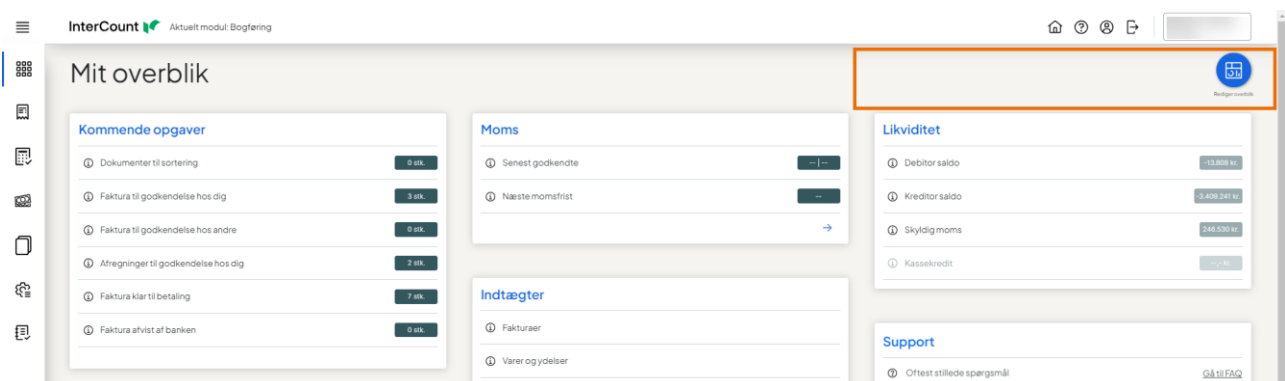 InterCount Aktuelt modul: Bogføring
Mit overblik
Rediger overblik
Kommende opgaver
Dokumenter til sortering 0 stk.
Faktura til godkendelse hos dig 3 stk.
Faktura til godkendelse hos andre 0 stk.
Afregninger til godkendelse hos dig 2 stk.
Faktura klar til betaling 7 stk.
Faktura afvist af banken 0 stk.
Moms
Senest godkendte -- | --
Næste momsfrist --
Indtægter
Fakturaer
Varer og ydelser
Likviditet
Debitor saldo -13,808 kr.
Kreditor saldo -3,409,241 kr.
Skyldig moms 246,530 kr.
Kassekredit --,- kr.
Support
Oftest stillede spørgsmål Gå til FAQ